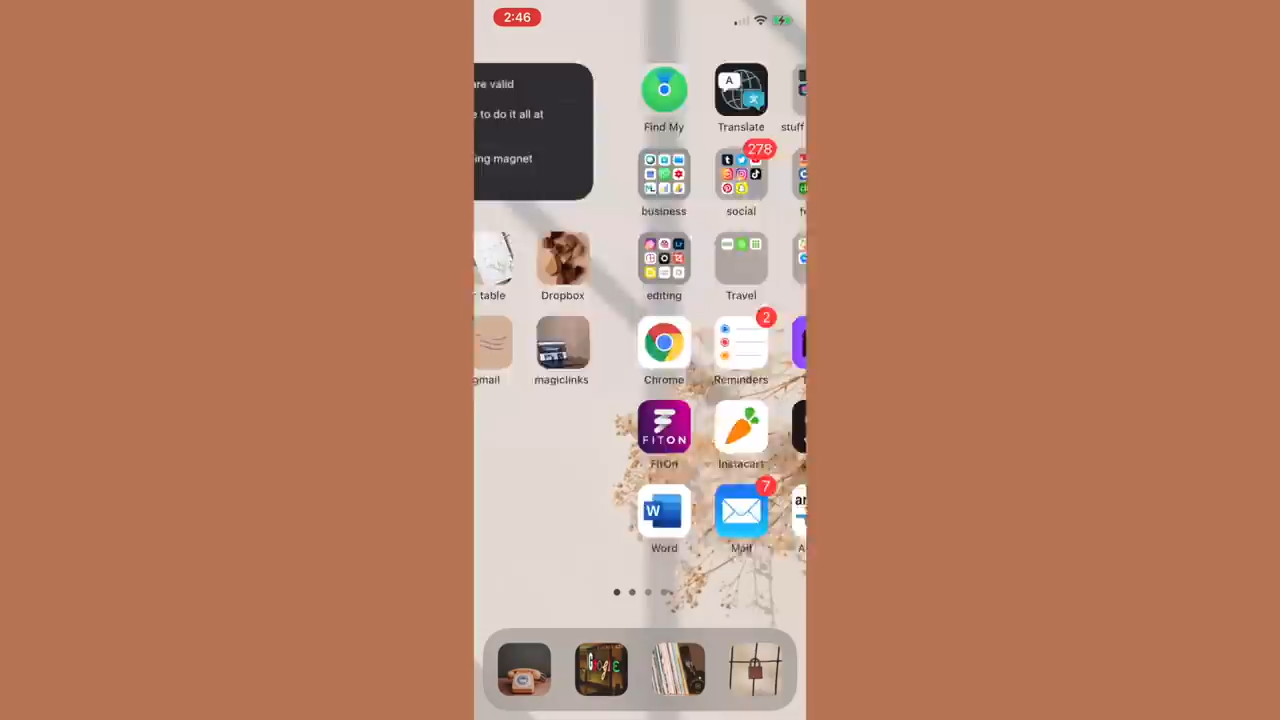 2:46
are valid
e to do it all at
ing magnet
Find My
Translate
stuff
278
business
social
table
Dropbox
editing
Travel
2
gmail
magiclinks
Chrome
Reminders
FITON
FitOn
Instacart
W
7
Word
Mail
Google